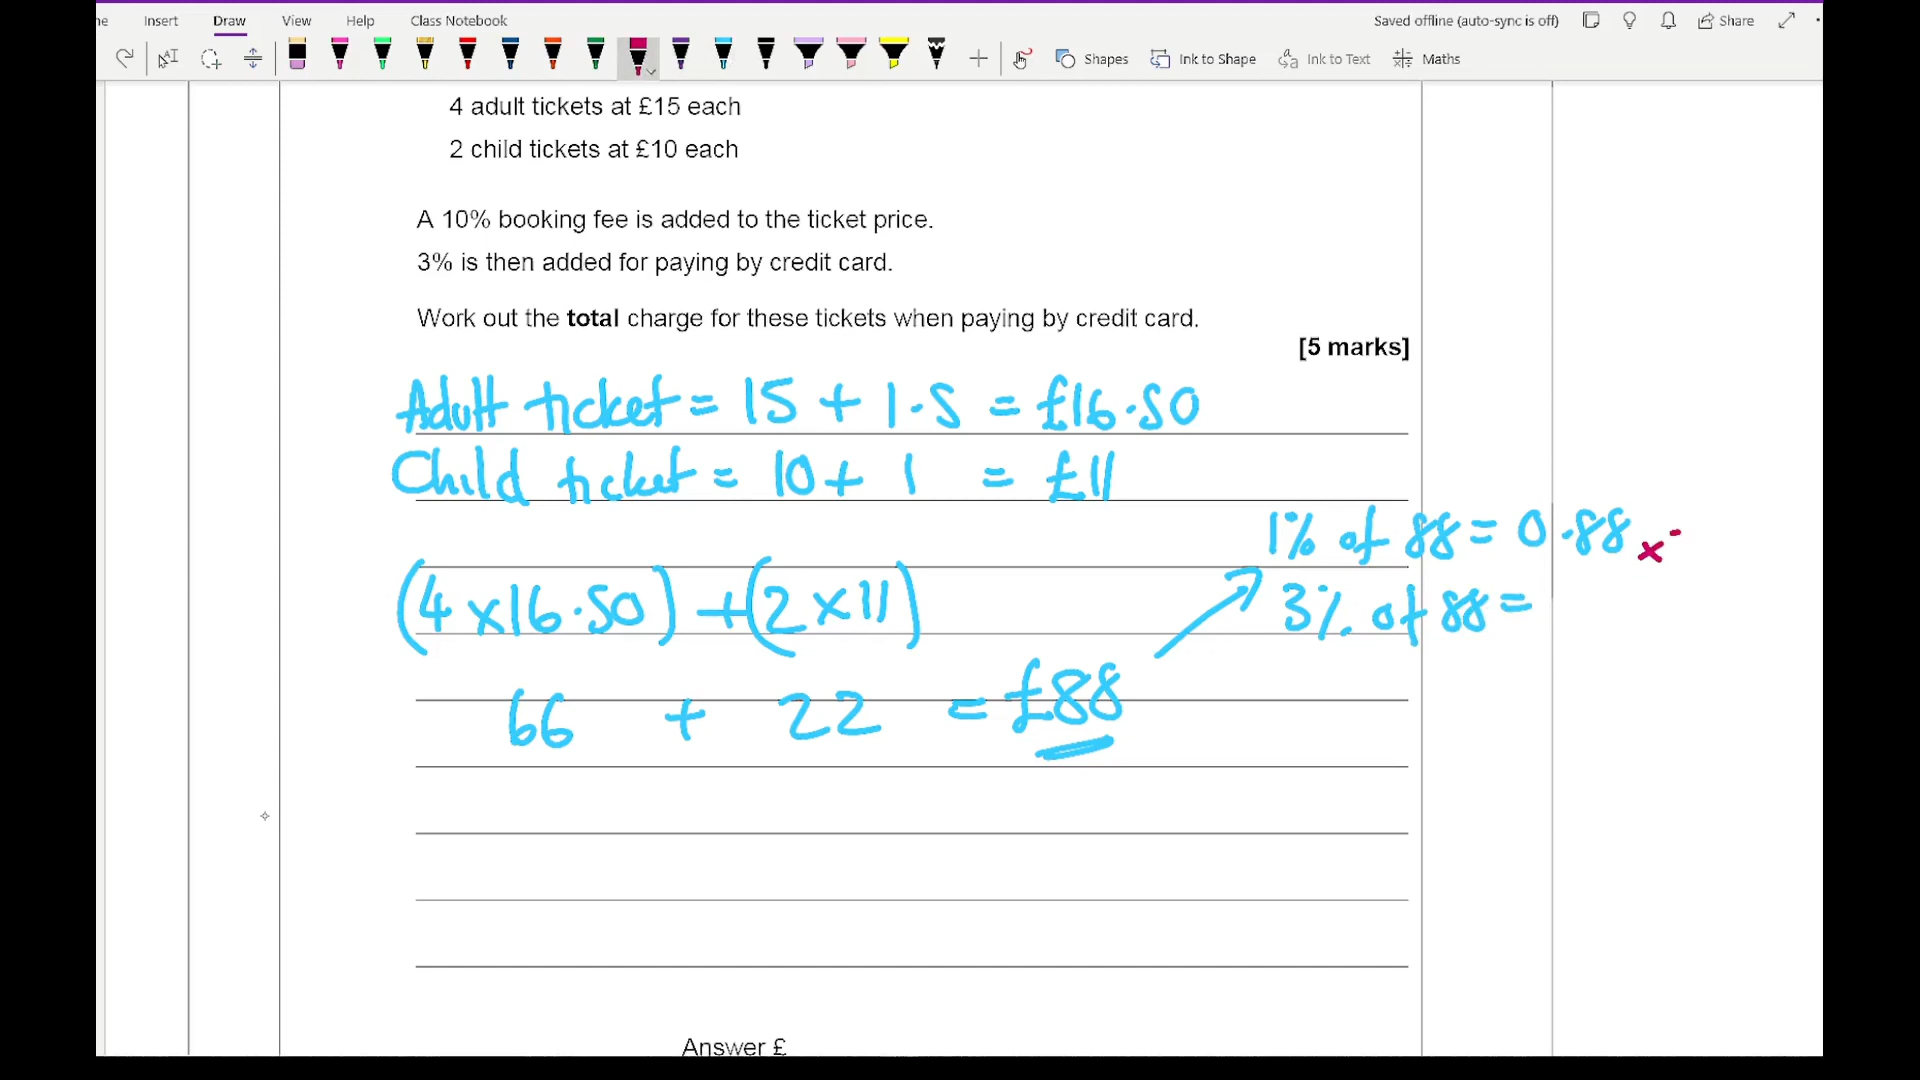 ne Insert Draw View Help Class Notebook Saved offline (auto-sync is off) Share
Shapes Ink to Shape Ink to Text Maths
4 adult tickets at £15 each
2 child tickets at £10 each
A 10% booking fee is added to the ticket price.
3% is then added for paying by credit card.
Work out the total charge for these tickets when paying by credit card.
[5 marks]
Adult ticket = 15 + 1.5 = £16.50
Child ticket = 10 + 1 = £11
1% of 88 = 0.88 x
(4 x 16.50) + (2 x 11)
3% of 88 =
66 + 22 = £88
Answer £